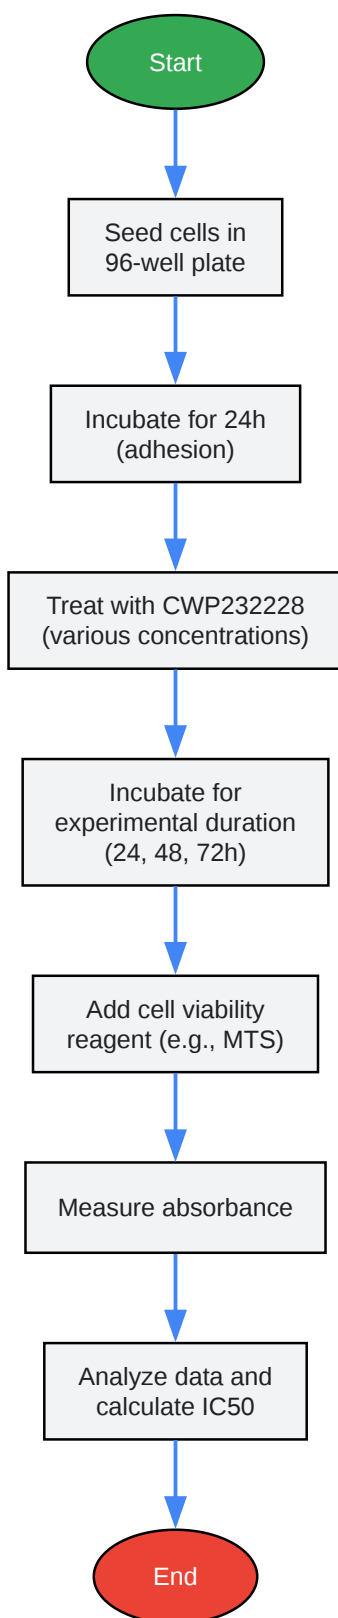 Start
Seed cells in
96-well plate
Incubate for 24h
(adhesion)
Treat with CWP232228
(various concentrations)
Incubate for
experimental duration
(24, 48, 72h)
Add cell viability
reagent (e.g., MTS)
Measure absorbance
Analyze data and
calculate IC50
End